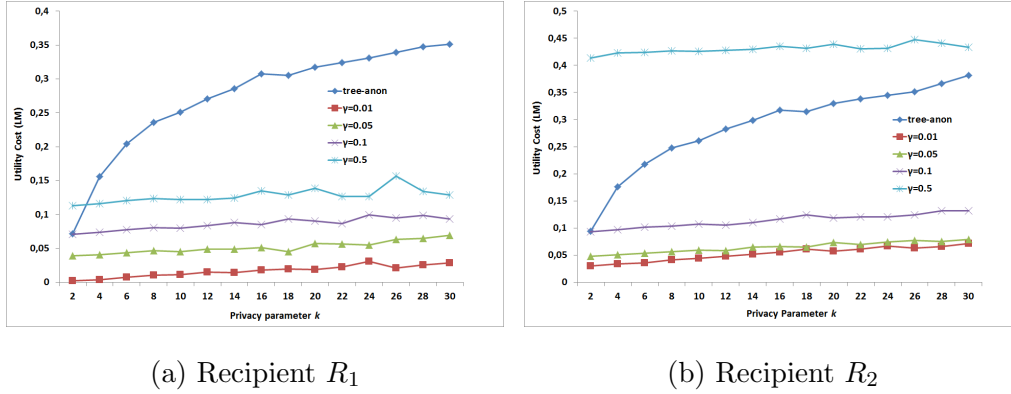 0,4
0,35
0,3
0,25
0,2
0,15
0,1
0,05
0
Utility Cost (LM)
tree-anon
γ=0.01
γ=0.05
γ=0.1
γ=0.5
2 4 6 8 10 12 14 16 18 20 22 24 26 28 30
Privacy Parameter k
(a) Recipient R1
0,5
0,45
0,4
0,35
0,3
0,25
0,2
0,15
0,1
0,05
0
Utility Cost (LM)
tree-anon
γ=0.01
γ=0.05
γ=0.1
γ=0.5
2 4 6 8 10 12 14 16 18 20 22 24 26 28 30
Privacy Parameter k
(b) Recipient R2